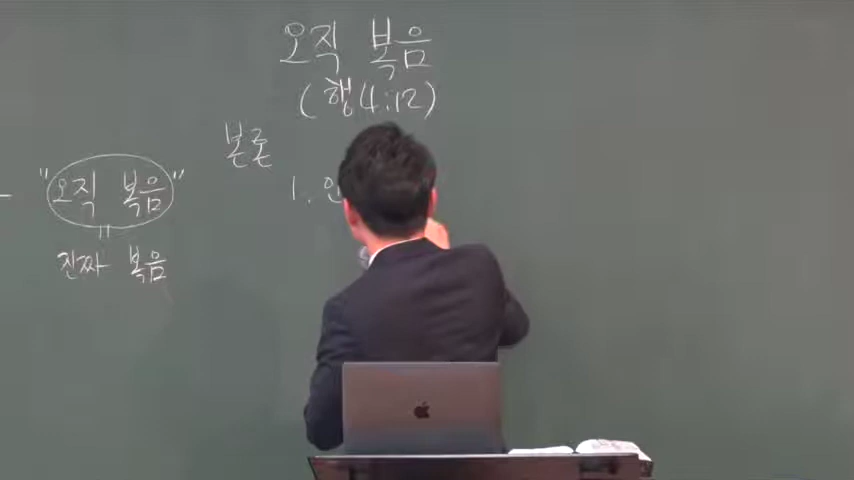 오직 복음
(행4:12)
본론
1.
"오직 복음"
진짜 복음